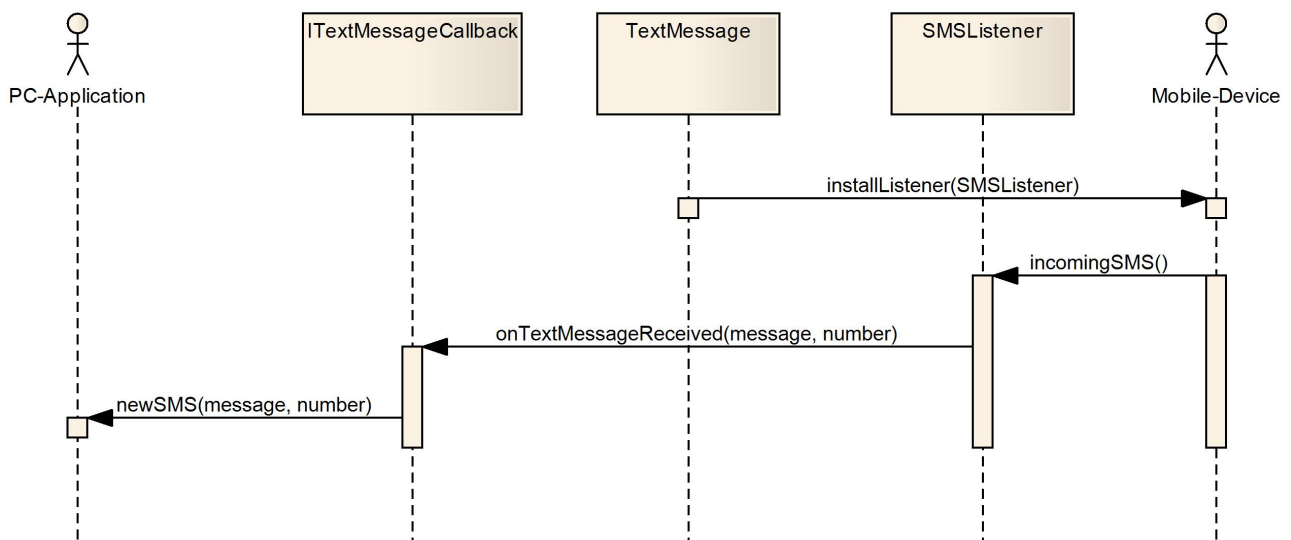 ITextMessageCallback
TextMessage
SMSListener
PC-Application
Mobile-Device
installListener(SMSListener)
incomingSMS()
onTextMessageReceived(message, number)
newSMS(message, number)